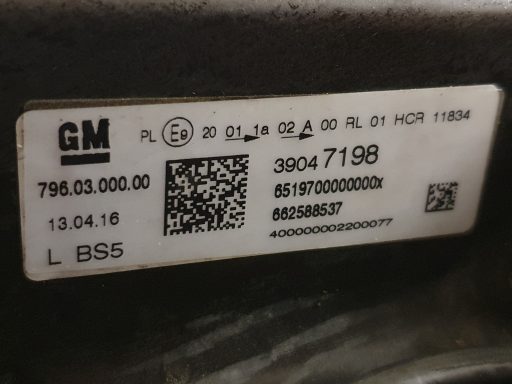 GM PL E9 20 01 1a 02 A 00 RL 01 HCR 11834
796.03.000.00
39047198
13.04.16
6519700000000X
662588537
L BS5
400000002200077